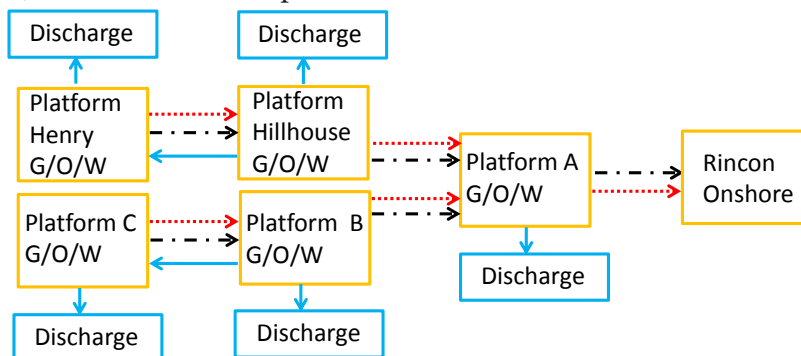 Discharge
Discharge
Platform
Henry
G/O/W
Platform
Hillhouse
G/O/W
Platform A
G/O/W
Rincon
Onshore
Platform C
G/O/W
Platform B
G/O/W
Discharge
Discharge
Discharge